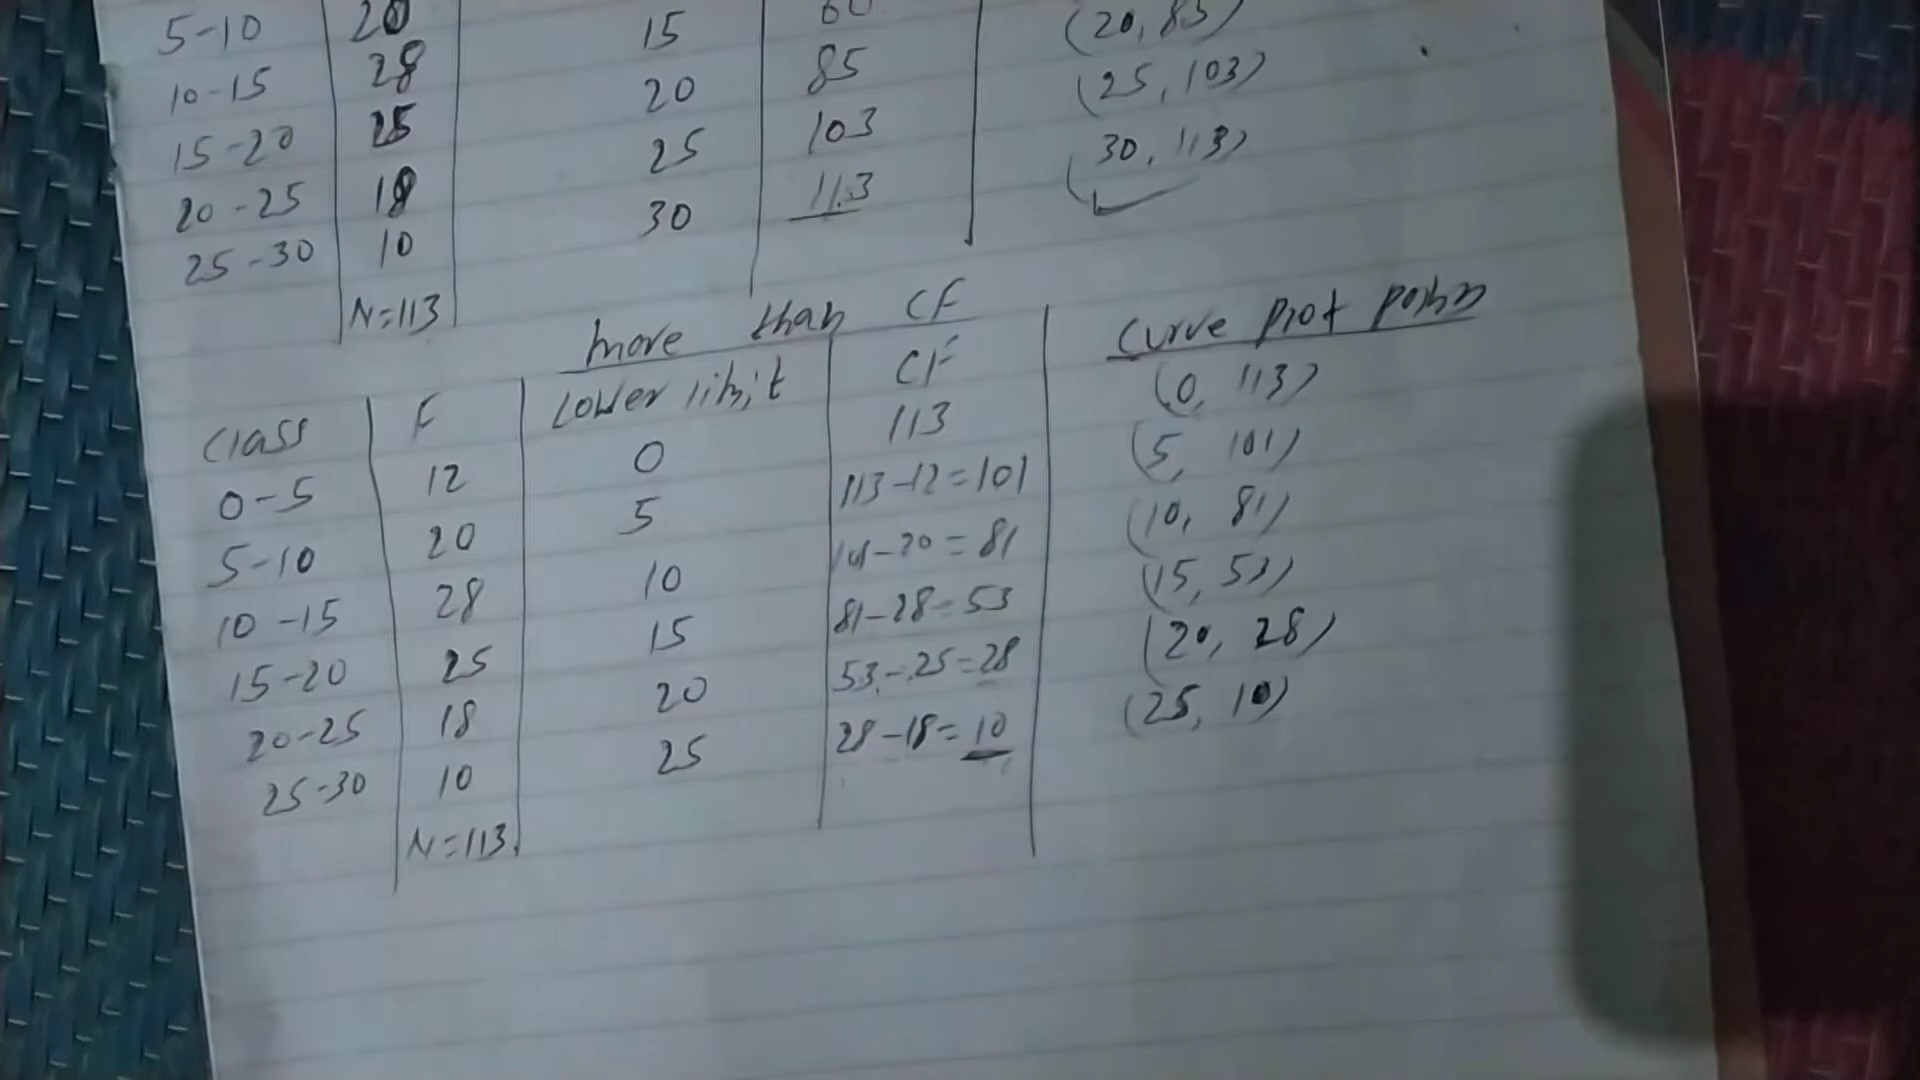 5-10 20 15 60 (20, 85)
10-15 28 20 85 (25, 103)
15-20 25 25 103 (30, 113)
20-25 18 30 113
25-30 10
N=113
more than CF
Class F Lower limit CF Curve plot points
0-5 12 0 113 (0, 113)
5-10 20 5 113-12=101 (5, 101)
10-15 28 10 101-20=81 (10, 81)
15-20 25 15 81-28=53 (15, 53)
20-25 18 20 53-25=28 (20, 28)
25-30 10 25 28-18=10 (25, 10)
N=113